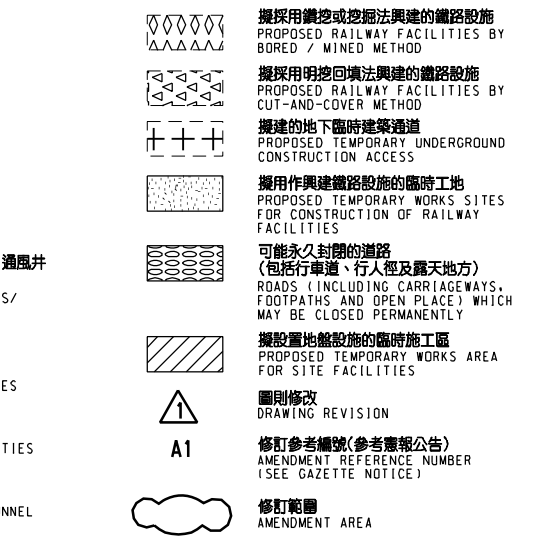 擬採用鑽挖或挖掘法興建的鐵路設施
PROPOSED RAILWAY FACILITIES BY
BORED / MINED METHOD
擬採用明挖回填法興建的鐵路設施
PROPOSED RAILWAY FACILITIES BY
CUT-AND-COVER METHOD
擬建的地下臨時建築通道
PROPOSED TEMPORARY UNDERGROUND
CONSTRUCTION ACCESS
擬用作興建鐵路設施的臨時工地
PROPOSED TEMPORARY WORKS SITES
FOR CONSTRUCTION OF RAILWAY
FACILITIES
通風井
S/
可能永久封閉的道路
(包括行車道、行人徑及露天地方)
ROADS (INCLUDING CARRIAGEWAYS,
FOOTPATHS AND OPEN PLACE) WHICH
MAY BE CLOSED PERMANENTLY
擬設置地盤設施的臨時施工區
PROPOSED TEMPORARY WORKS AREA
FOR SITE FACILITIES
ES
1
圖則修改
DRAWING REVISION
TIES
A1
修訂參考編號(參考憲報公告)
AMENDMENT REFERENCE NUMBER
(SEE GAZETTE NOTICE)
NNEL
修訂範圍
AMENDMENT AREA